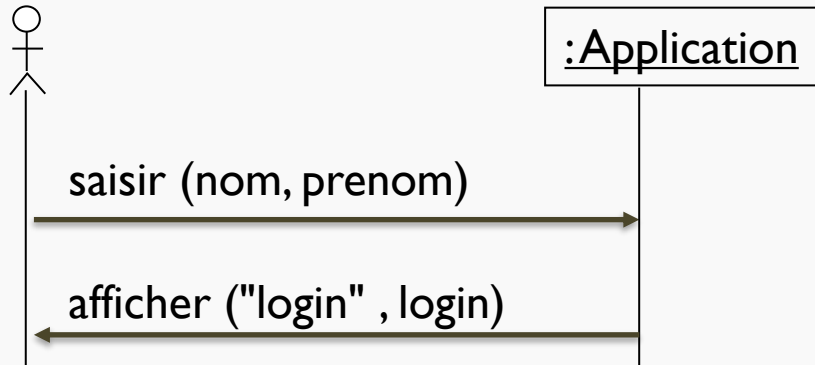 :Application
saisir (nom, prenom)
afficher ("login" , login)